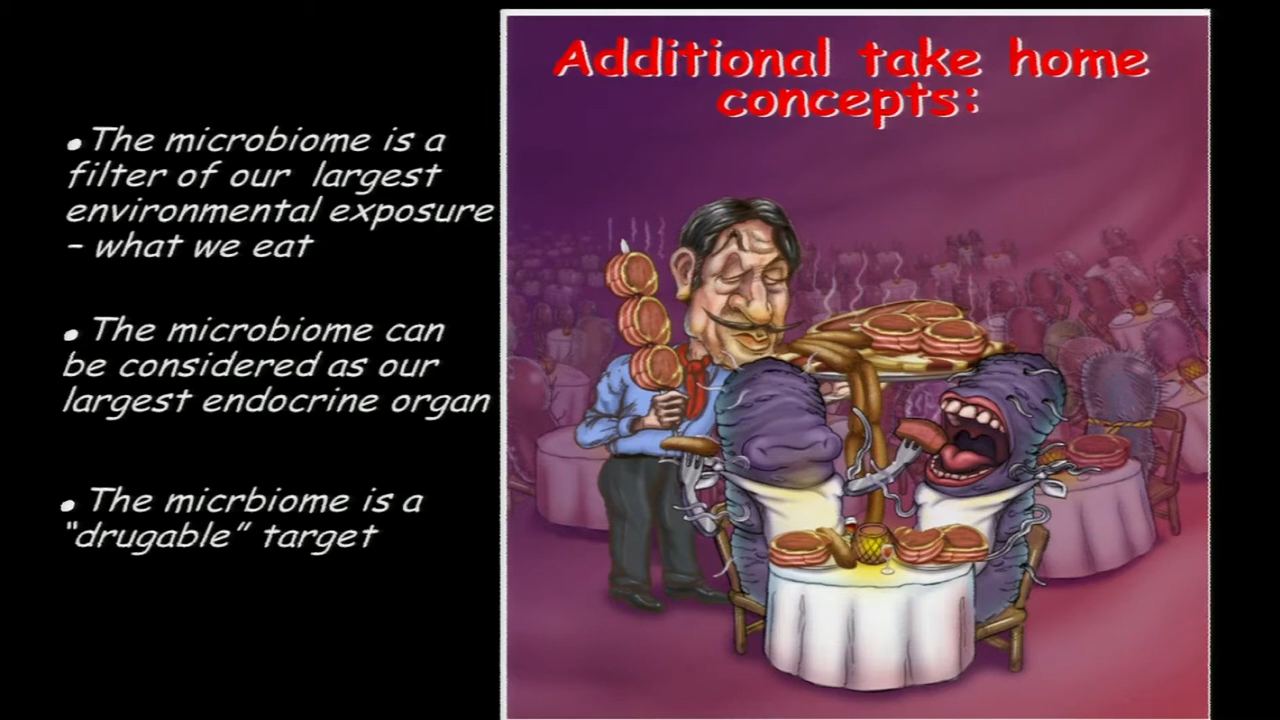 Additional take home
concepts:
• The microbiome is a
filter of our largest
environmental exposure
– what we eat
• The microbiome can
be considered as our
largest endocrine organ
• The micrbiome is a
“drugable” target